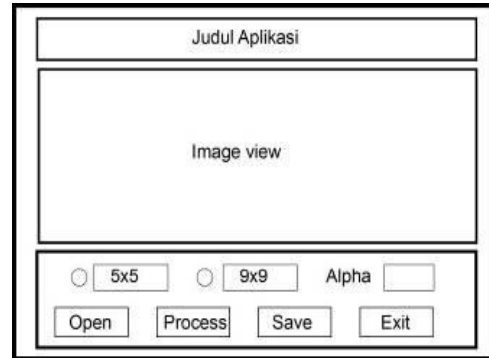 Judul Aplikasi
Image view
5x5 9x9 Alpha
Open Process Save Exit